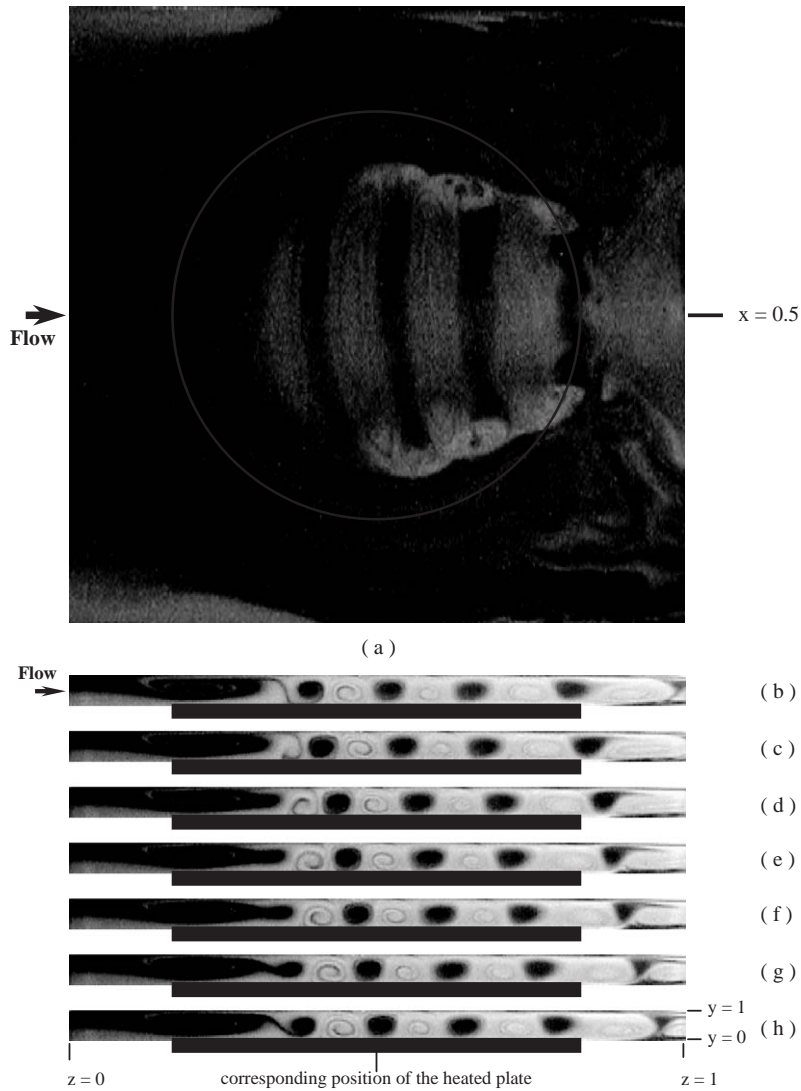 Flow
x = 0.5
( a )
Flow
( b )
( c )
( d )
( e )
( f )
( g )
y = 1
( h )
y = 0
z = 0
corresponding position of the heated plate
z = 1